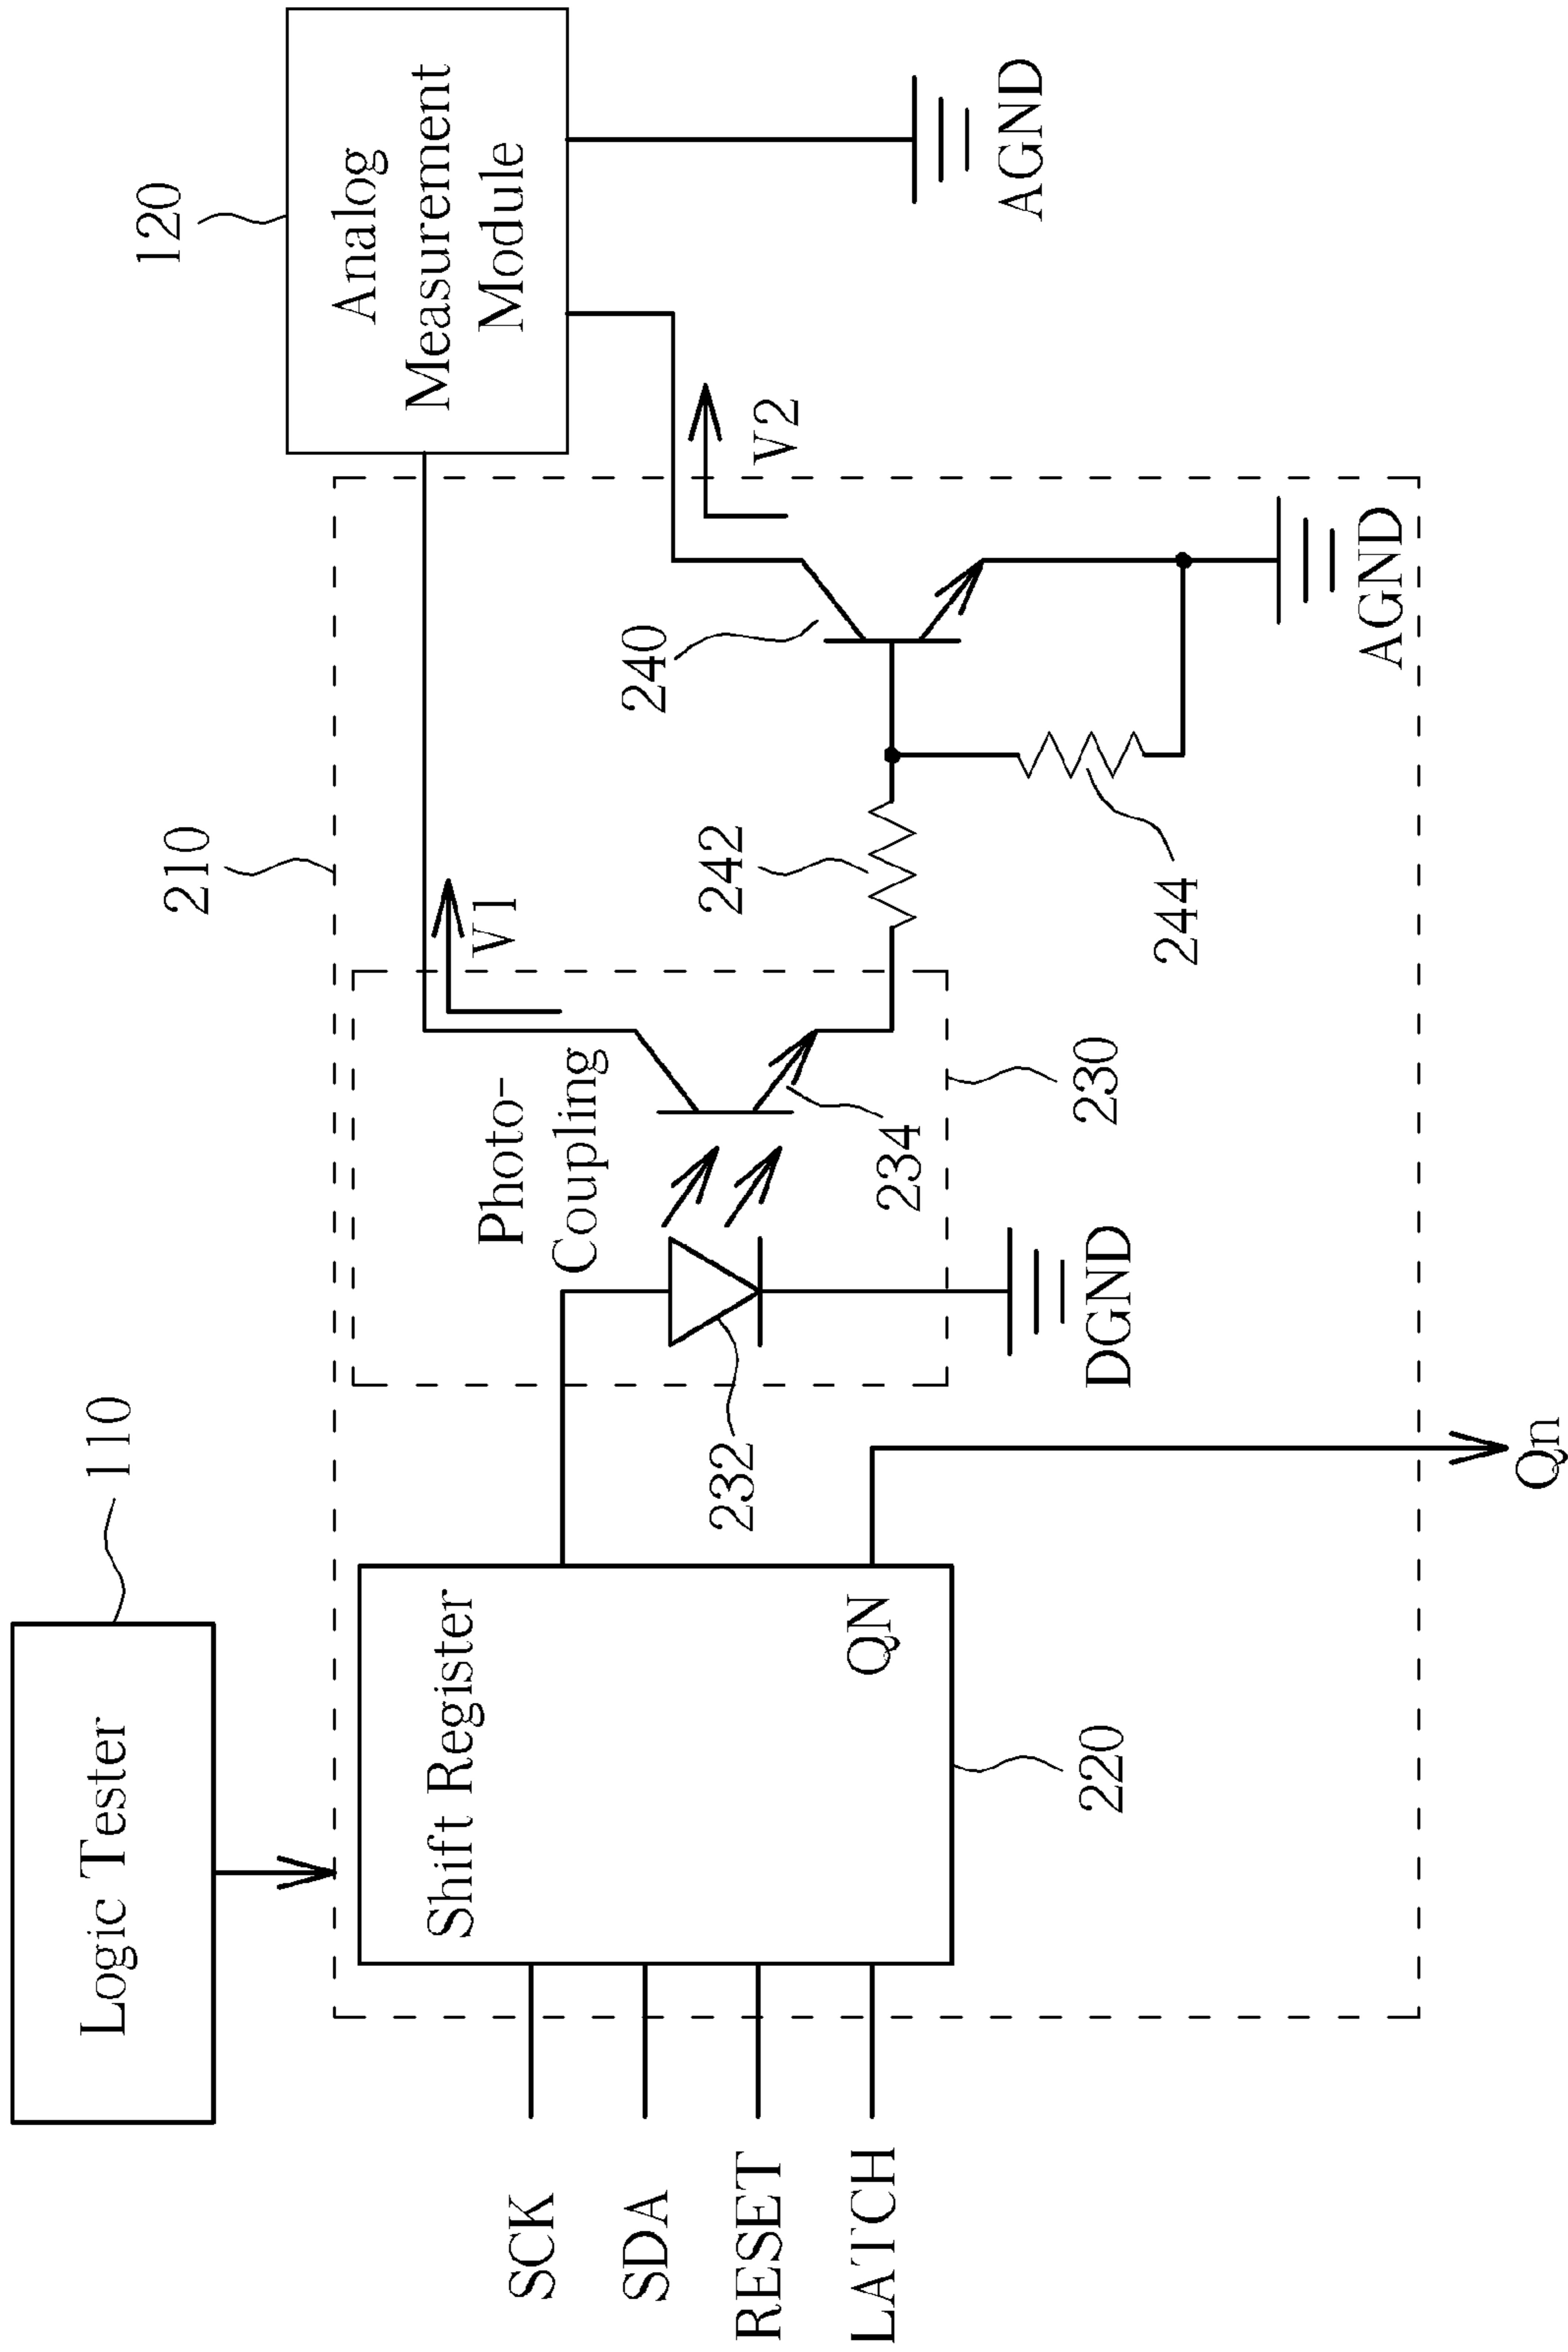 Logic Tester
110
210
120
Analog
Measurement
Module
SCK
SDA
RESET
LATCH
Shift Register
QN
220
Photo-
Coupling
V1
232
234
230
DGND
242
240
244
V2
AGND
AGND
Qn